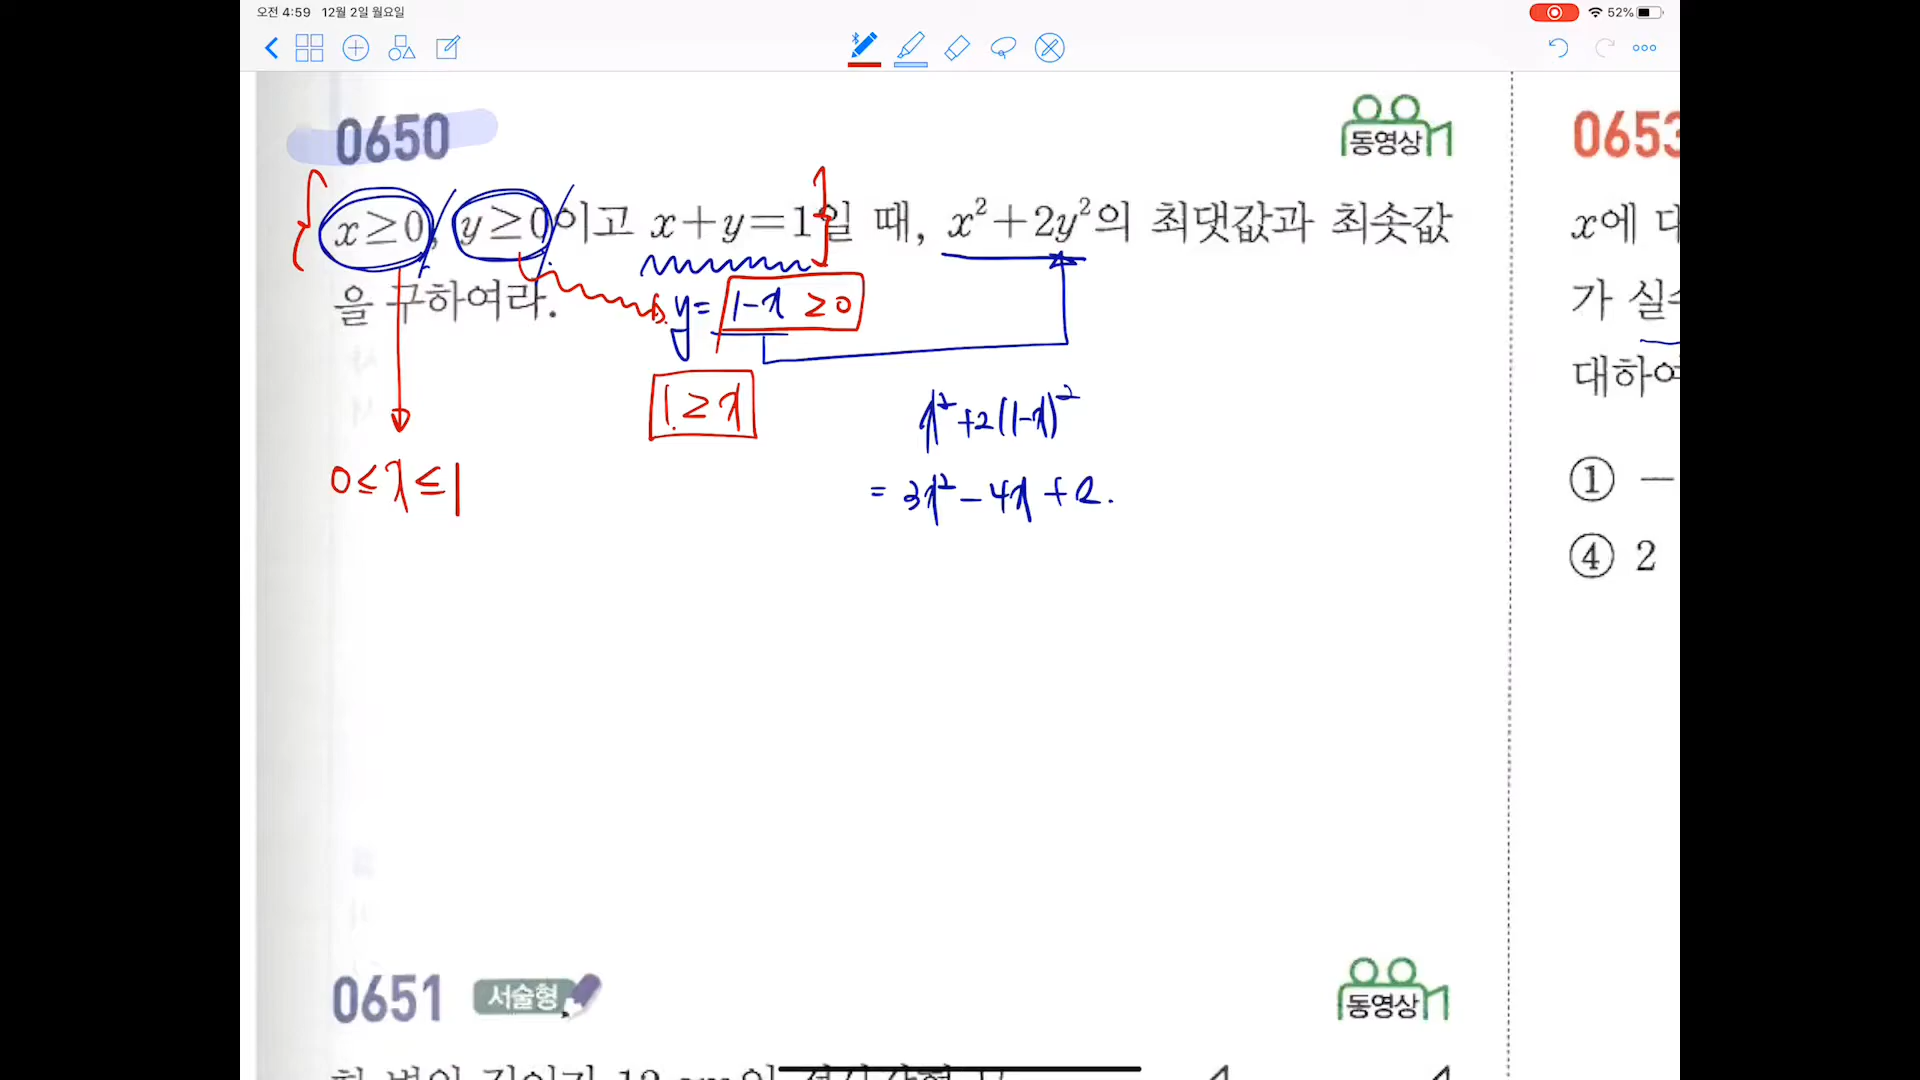 오전 4:59 12월 2일 월요일
52%
0650
동영상
x≥0, y≥0이고 x+y=1일 때, x²+2y²의 최댓값과 최솟값
을 구하여라.
y= 1-x ≥0
1 ≥ x
x²+2(1-x)²
0≤x≤1
= 3x²-4x+2.
0651 서술형
동영상
0653
x에 대
가 실수
대하여
① -
④ 2